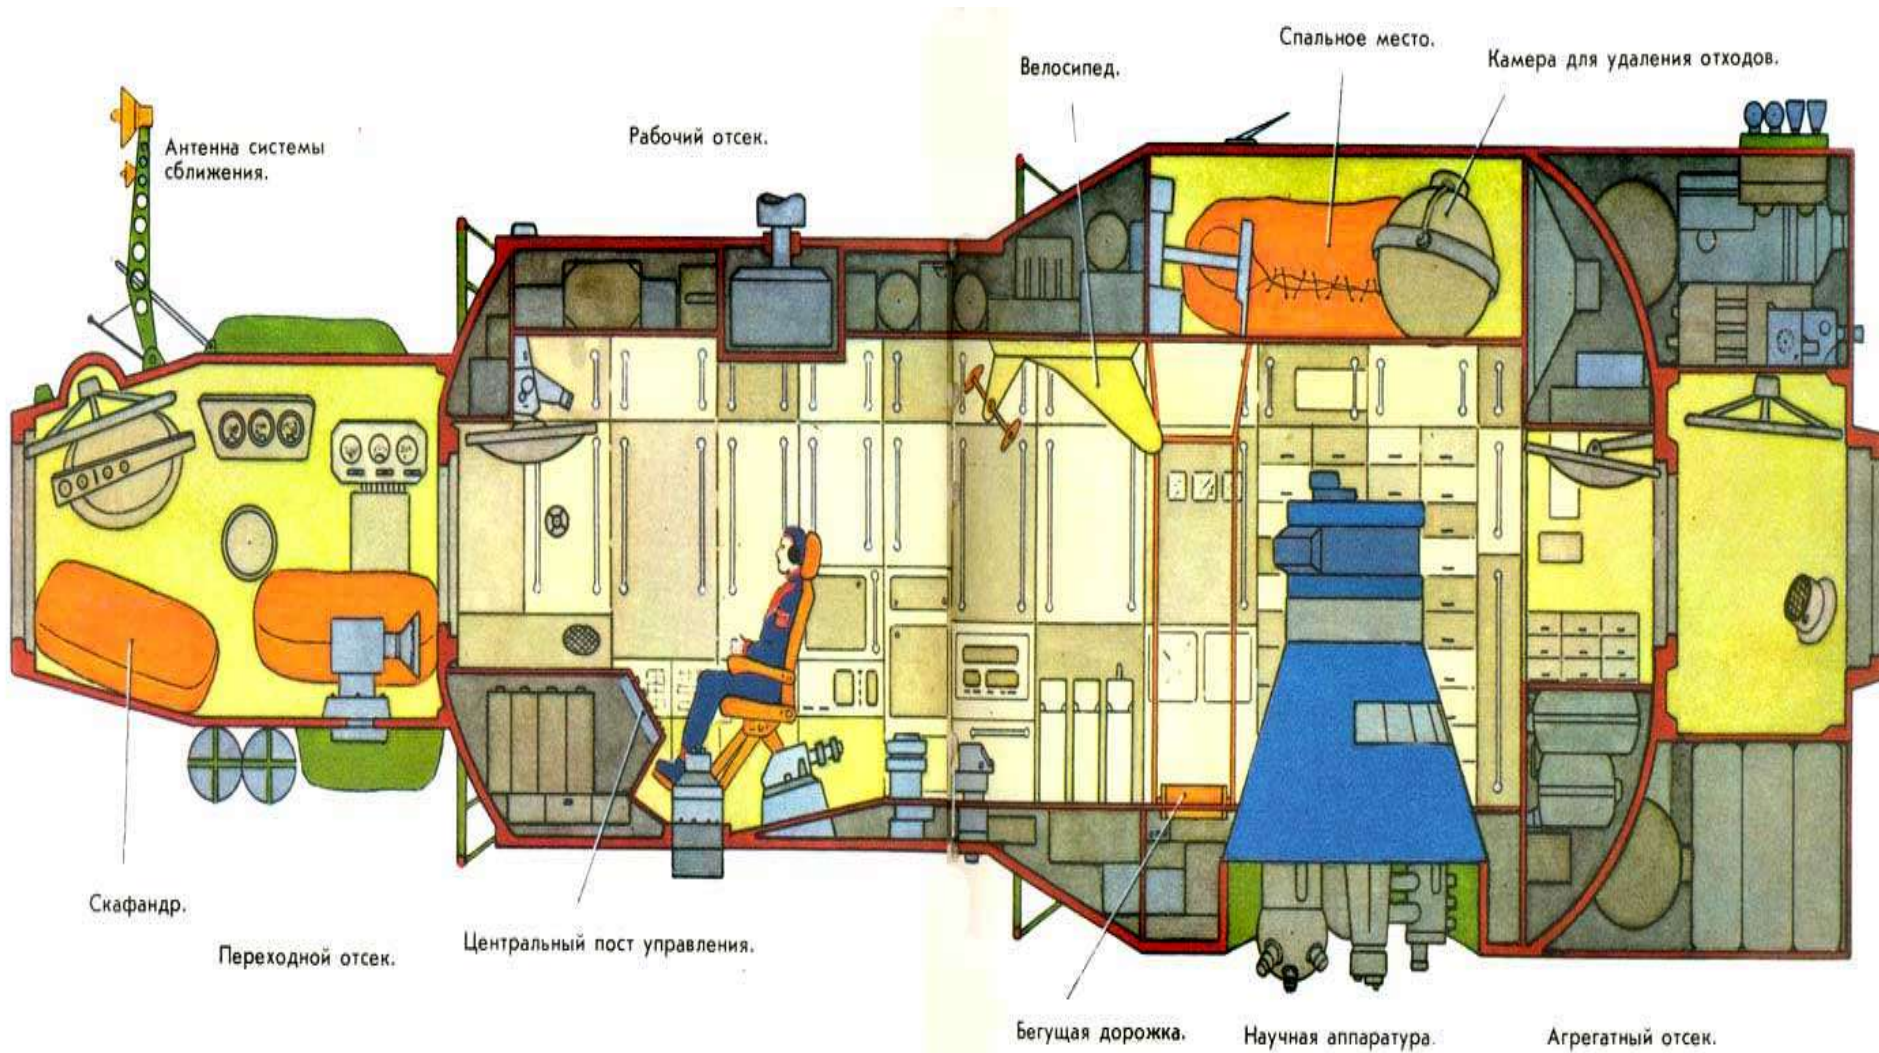 Спальное место.
Камера для удаления отходов.
Велосипед.
Рабочий отсек.
Антенна системы
сближения.
Скафандр.
Переходной отсек.
Центральный пост управления.
Бегущая дорожка.
Научная аппаратура.
Агрегатный отсек.